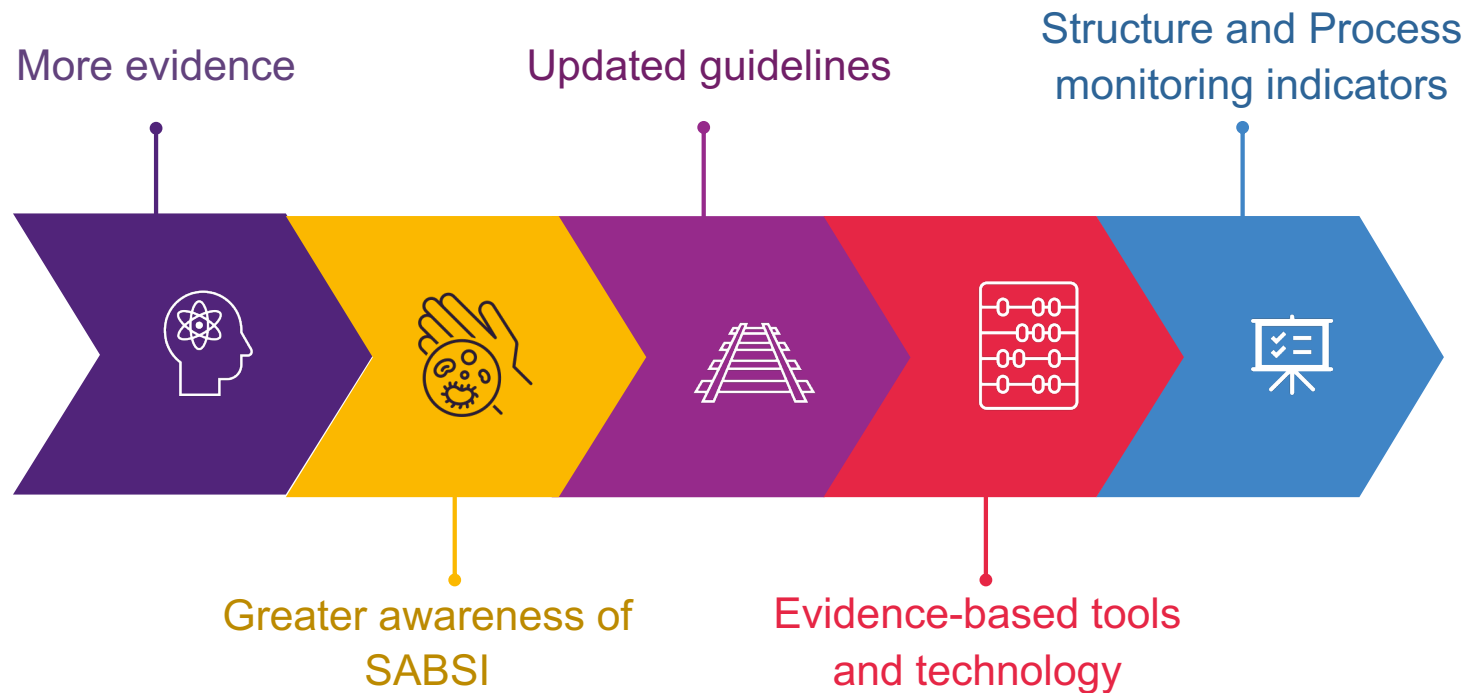 More evidence
Greater awareness of
SABSI
Updated guidelines
Evidence-based tools
and technology
Structure and Process
monitoring indicators